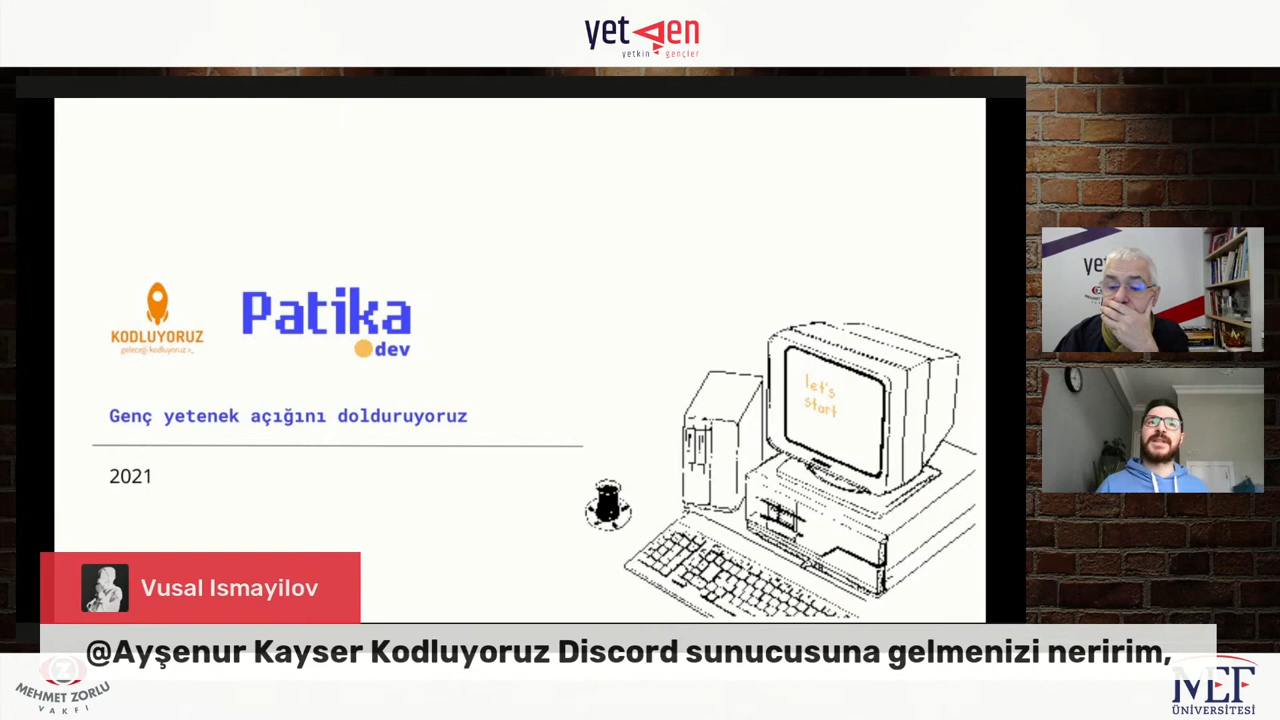 yetgen
yetkin gençler
KODLUYORUZ
geleceği kodluyoruz >_
Patika
dev
Genç yetenek açığını dolduruyoruz
2021
let's
start
yet
Vusal Ismayilov
@Ayşenur Kayser Kodluyoruz Discord sunucusuna gelmenizi neririm,
MEHMET ZORLU
VAKFI
MEF
ÜNİVERSİTESİ